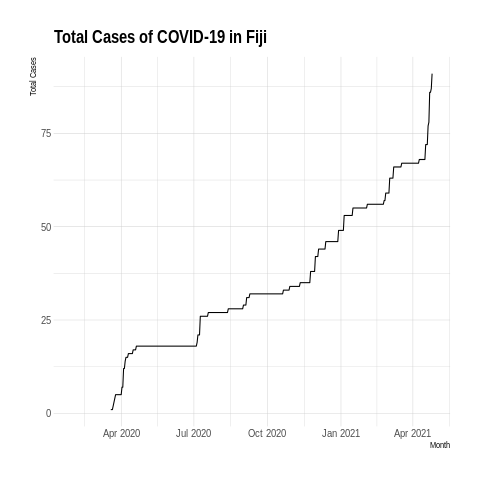 Total Cases of COVID-19 in Fiji
Total Cases
75
50
25
0
Apr 2020 Jul 2020 Oct 2020 Jan 2021 Apr 2021
Month